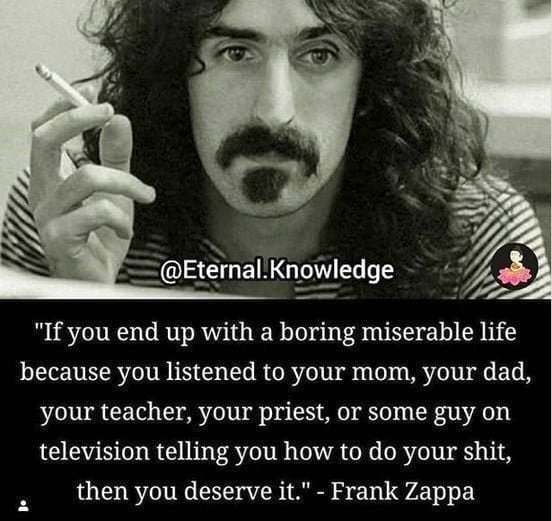 @Eternal.Knowledge
"If you end up with a boring miserable life
because you listened to your mom, your dad,
your teacher, your priest, or some guy on
television telling you how to do your shit,
then you deserve it." - Frank Zappa